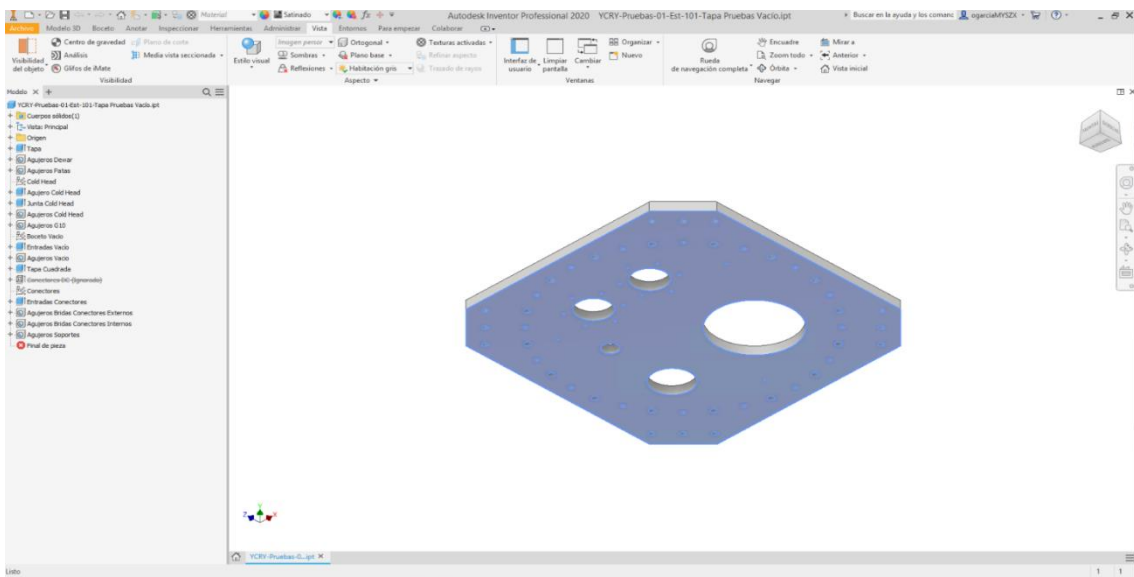 Material
Satinado
Autodesk Inventor Professional 2020 YCRY-Pruebas-01-Est-101-Tapa Pruebas Vacío.ipt
Buscar en la ayuda y los comanc
ogarciaMYSZX
Archivo Modelo 3D Boceto Anotar Inspeccionar Herramientas Administrar Vista Entornos Para empezar Colaborar
Visibilidad del objeto
Centro de gravedad
Plano de corte
Análisis
Media vista seccionada
Glifos de iMate
Visibilidad
Estilo visual
Sombras
Reflexiones
Ortogonal
Plano base
Habitación gris
Texturas activadas
Refinar aspecto
Trazado de rayos
Aspecto
Interfaz de usuario
Limpiar pantalla
Cambiar
Organizar
Nuevo
Ventanas
Rueda
de navegación completa
Encuadre
Zoom todo
Órbita
Mirar a
Anterior
Vista inicial
Navegar
Modelo
YCRY-Pruebas-01-Est-101-Tapa Pruebas Vacío.ipt
Cuerpos sólidos(1)
Vista: Principal
Origen
Tapa
Agujeros Dewar
Agujeros Patas
Cold Head
Agujero Cold Head
Junta Cold Head
Agujeros Cold Head
Agujeros G10
Boceto Vacio
Entradas Vacio
Agujeros Vacio
Tapa Cuadrada
Conectores
Entradas Conectores
Agujeros Bridas Conectores Externos
Agujeros Bridas Conectores Internos
Agujeros Soportes
Final de pieza
Z
Y
X
YCRY-Pruebas-0...ipt
Listo
1 1